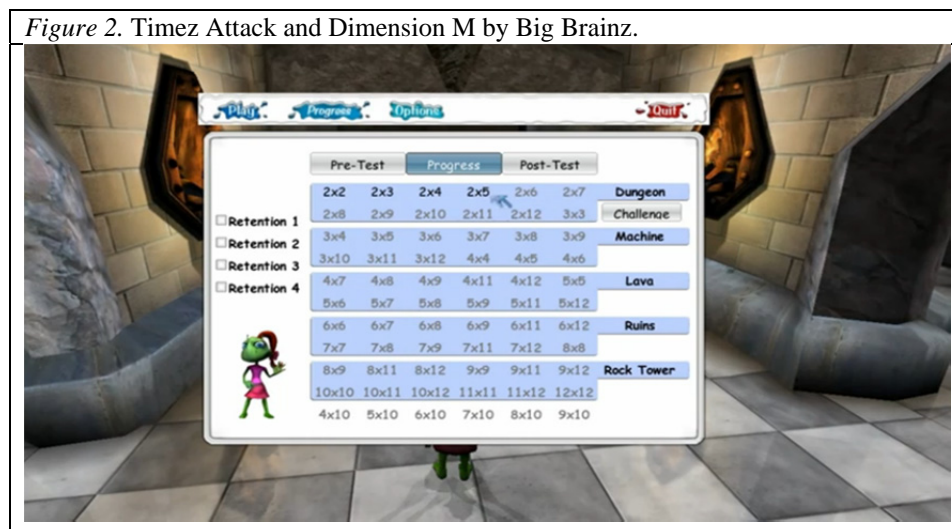 Figure 2. Timez Attack and Dimension M by Big Brainz.
Play Progress Options Quit
Pre-Test Progress Post-Test
2x2 2x3 2x4 2x5 2x6 2x7 Dungeon
2x8 2x9 2x10 2x11 2x12 3x3 Challenge
Retention 1
3x4 3x5 3x6 3x7 3x8 3x9 Machine
Retention 2
3x10 3x11 3x12 4x4 4x5 4x6
Retention 3
4x7 4x8 4x9 4x11 4x12 5x5 Lava
Retention 4
5x6 5x7 5x8 5x9 5x11 5x12
6x6 6x7 6x8 6x9 6x11 6x12 Ruins
7x7 7x8 7x9 7x11 7x12 8x8
8x9 8x11 8x12 9x9 9x11 9x12 Rock Tower
10x10 10x11 10x12 11x11 11x12 12x12
4x10 5x10 6x10 7x10 8x10 9x10